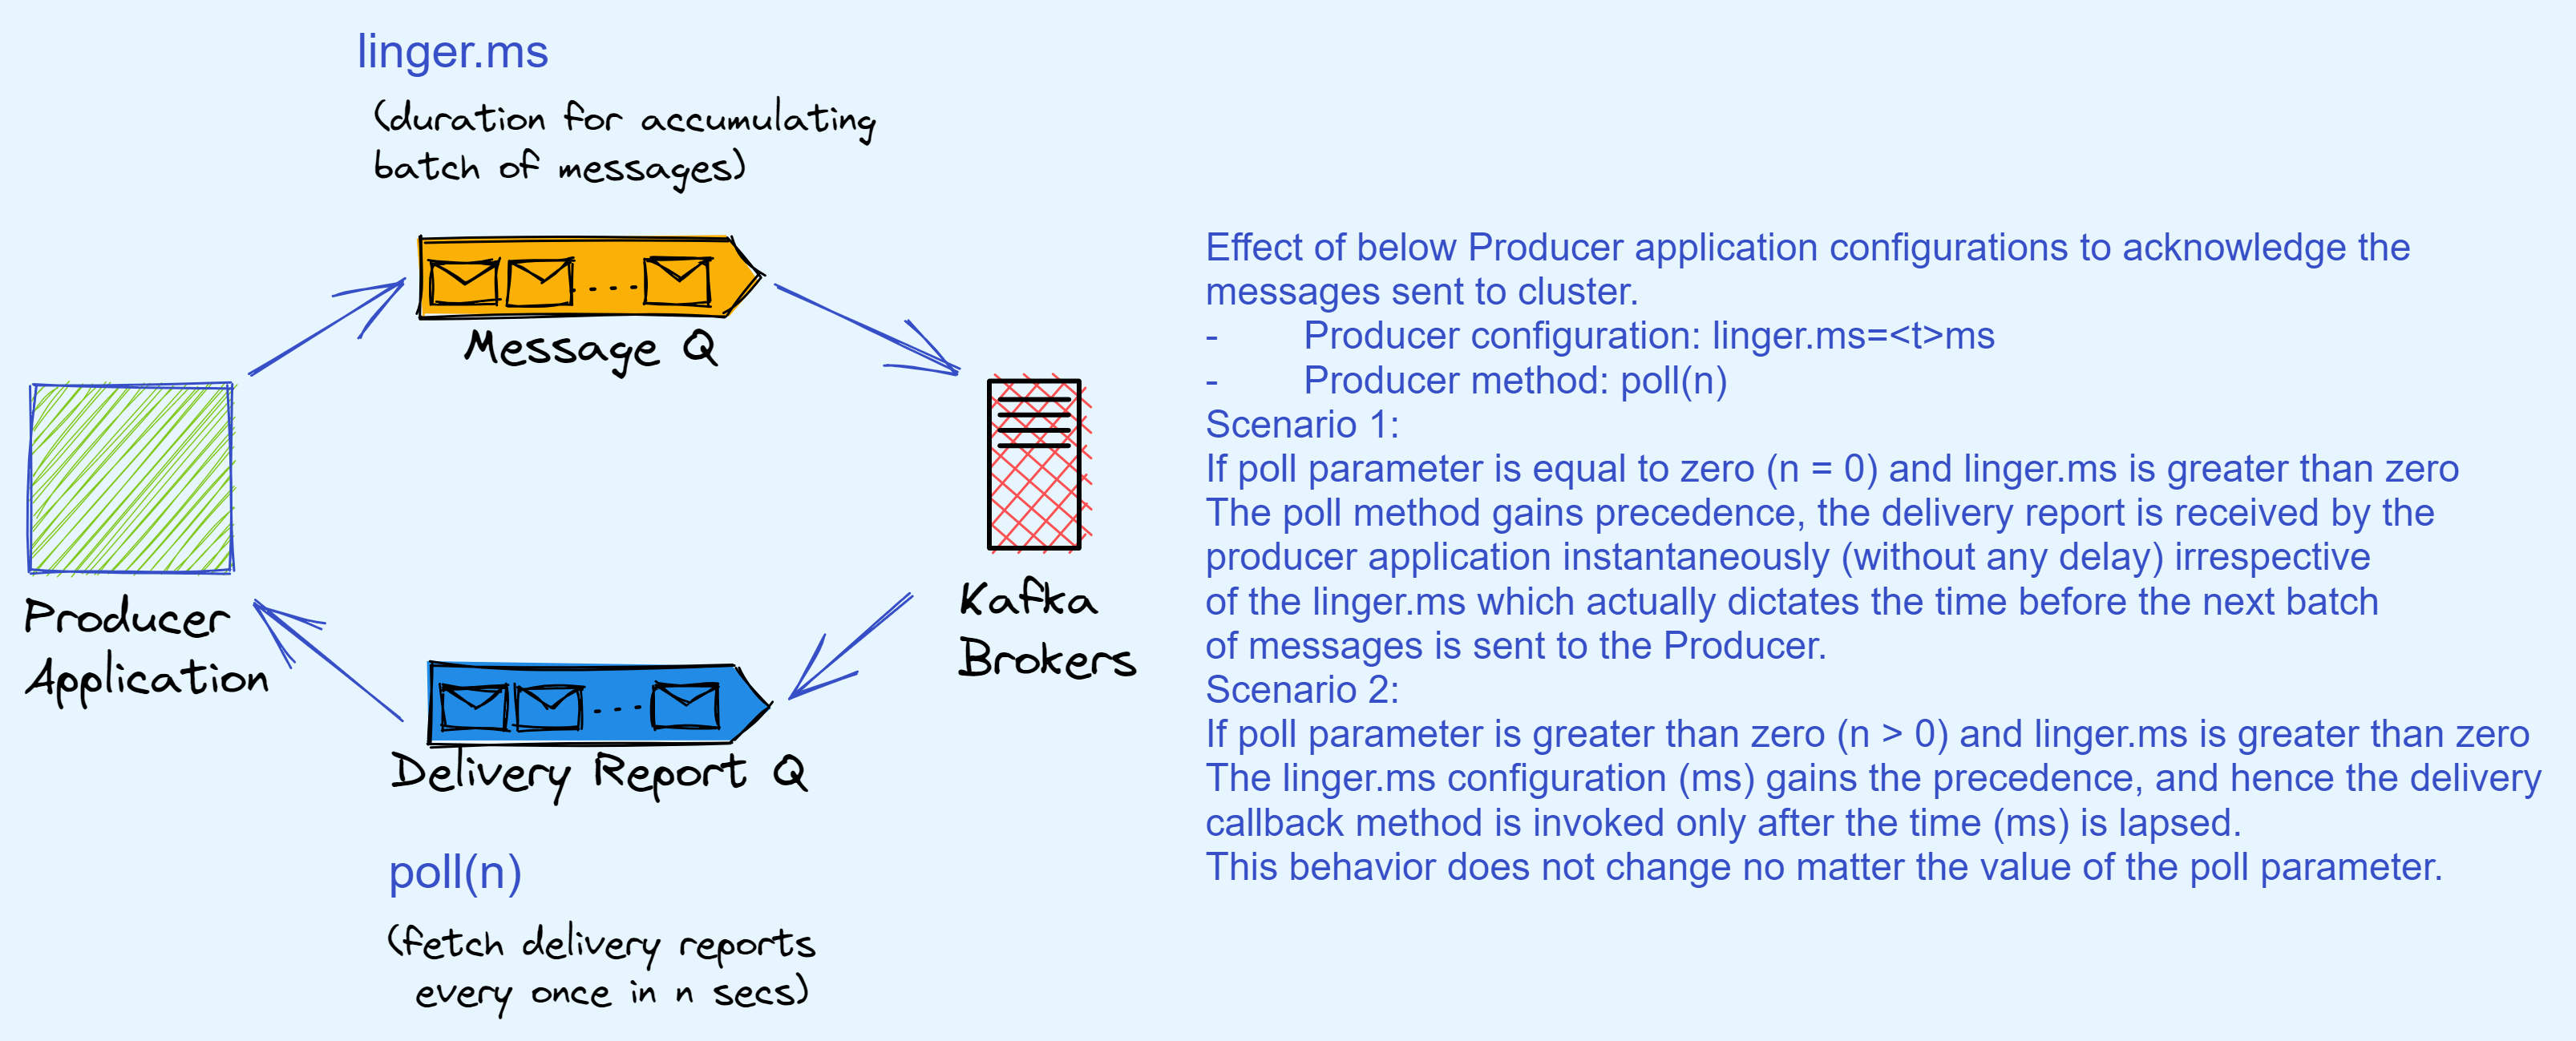 linger.ms
(duration for accumulating
batch of messages)
Message Q
Producer
Application
Kafka
Brokers
Delivery Report Q
poll(n)
(fetch delivery reports
every once in n secs)
Effect of below Producer application configurations to acknowledge the
messages sent to cluster.
- Producer configuration: linger.ms=<t>ms
- Producer method: poll(n)
Scenario 1:
If poll parameter is equal to zero (n = 0) and linger.ms is greater than zero
The poll method gains precedence, the delivery report is received by the
producer application instantaneously (without any delay) irrespective
of the linger.ms which actually dictates the time before the next batch
of messages is sent to the Producer.
Scenario 2:
If poll parameter is greater than zero (n > 0) and linger.ms is greater than zero
The linger.ms configuration (ms) gains the precedence, and hence the delivery
callback method is invoked only after the time (ms) is lapsed.
This behavior does not change no matter the value of the poll parameter.